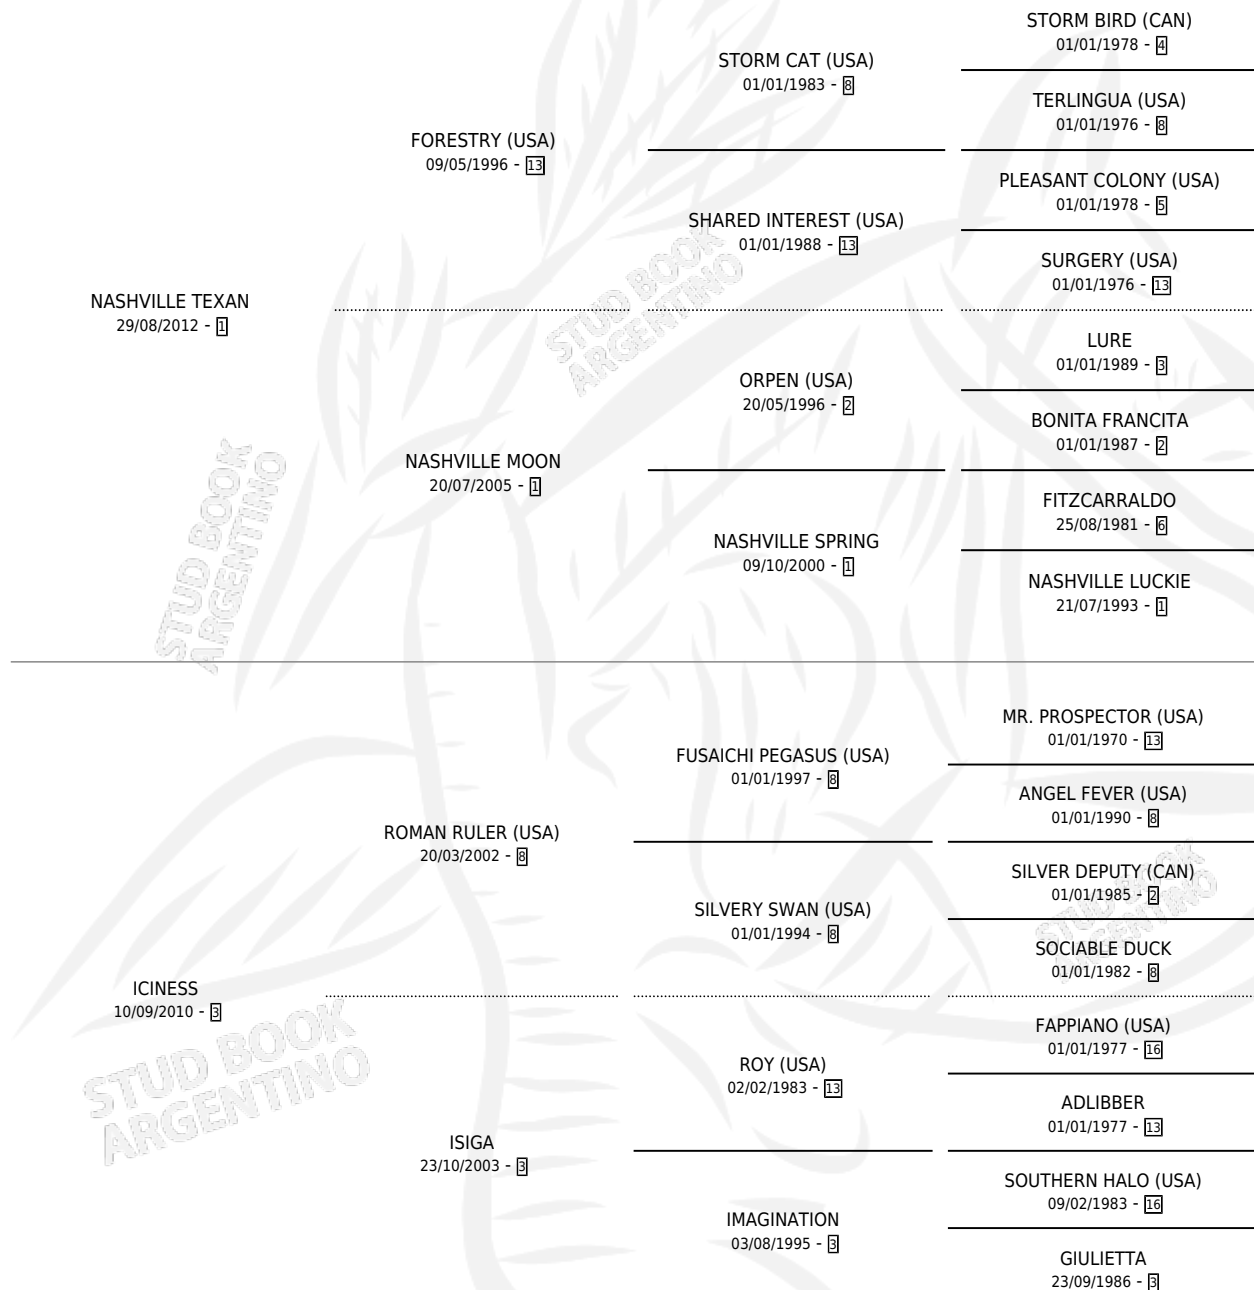 STORM BIRD (CAN)
01/01/1978 - 4
STORM CAT (USA)
01/01/1983 - 8
TERLINGUA (USA)
01/01/1976 - 8
FORESTRY (USA)
09/05/1996 - 13
PLEASANT COLONY (USA)
01/01/1978 - 5
SHARED INTEREST (USA)
01/01/1988 - 13
SURGERY (USA)
01/01/1976 - 13
NASHVILLE TEXAN
29/08/2012 - 1
LURE
01/01/1989 - 3
ORPEN (USA)
20/05/1996 - 2
BONITA FRANCITA
01/01/1987 - 2
NASHVILLE MOON
20/07/2005 - 1
FITZCARRALDO
25/08/1981 - 6
NASHVILLE SPRING
09/10/2000 - 1
NASHVILLE LUCKIE
21/07/1993 - 1
MR. PROSPECTOR (USA)
01/01/1970 - 13
FUSAICHI PEGASUS (USA)
01/01/1997 - 8
ANGEL FEVER (USA)
01/01/1990 - 8
ROMAN RULER (USA)
20/03/2002 - 8
SILVER DEPUTY (CAN)
01/01/1985 - 2
SILVERY SWAN (USA)
01/01/1994 - 8
SOCIABLE DUCK
01/01/1982 - 8
ICINESS
10/09/2010 - 3
FAPPIANO (USA)
01/01/1977 - 16
ROY (USA)
02/02/1983 - 13
ADLIBBER
01/01/1977 - 13
ISIGA
23/10/2003 - 3
SOUTHERN HALO (USA)
09/02/1983 - 16
IMAGINATION
03/08/1995 - 3
GIULIETTA
23/09/1986 - 3
STUD BOOK
ARGENTINO
STUD BOOK
ARGENTINO
STUD BOOK
ARGENTINO
STUD BOOK
ARGENTINO